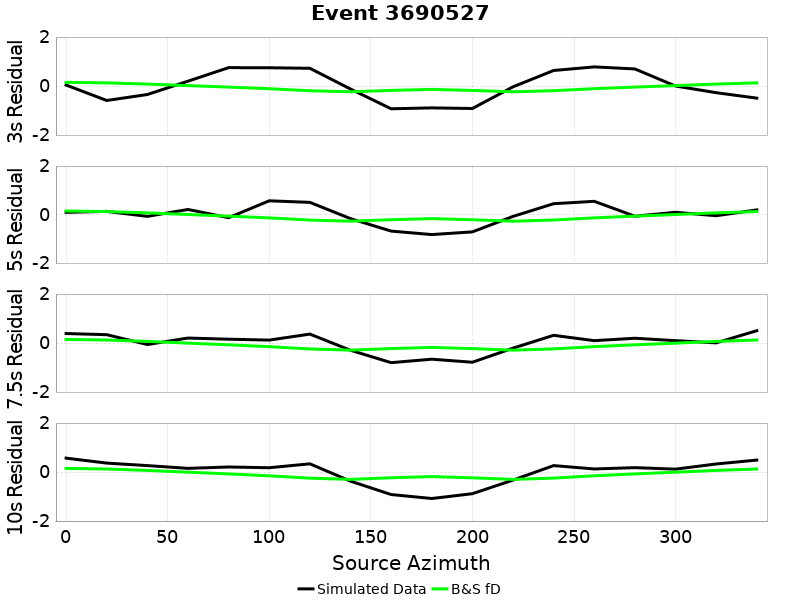 Event 3690527
3s Residual
2
0
-2
5s Residual
2
0
-2
7.5s Residual
2
0
-2
10s Residual
2
0
-2
0 50 100 150 200 250 300
Source Azimuth
Simulated Data B&S fD